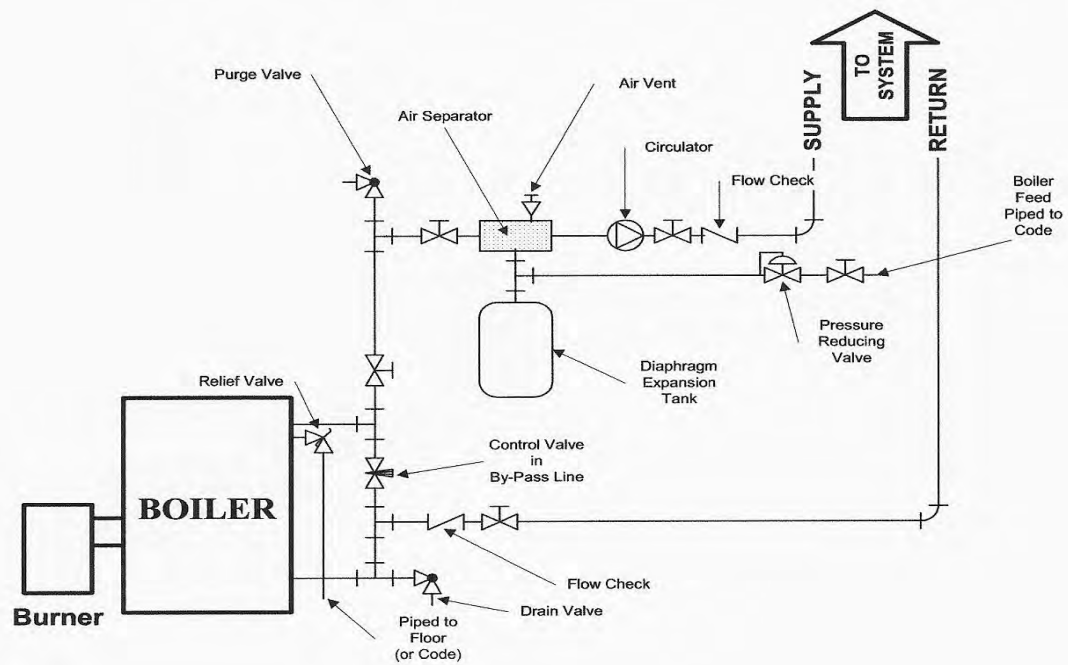 TO
SYSTEM
SUPPLY
RETURN
Purge Valve
Air Vent
Air Separator
Circulator
Flow Check
Boiler
Feed
Piped to
Code
Pressure
Reducing
Valve
Diaphragm
Expansion
Tank
Relief Valve
Control Valve
in
By-Pass Line
BOILER
Burner
Flow Check
Drain Valve
Piped to
Floor
(or Code)